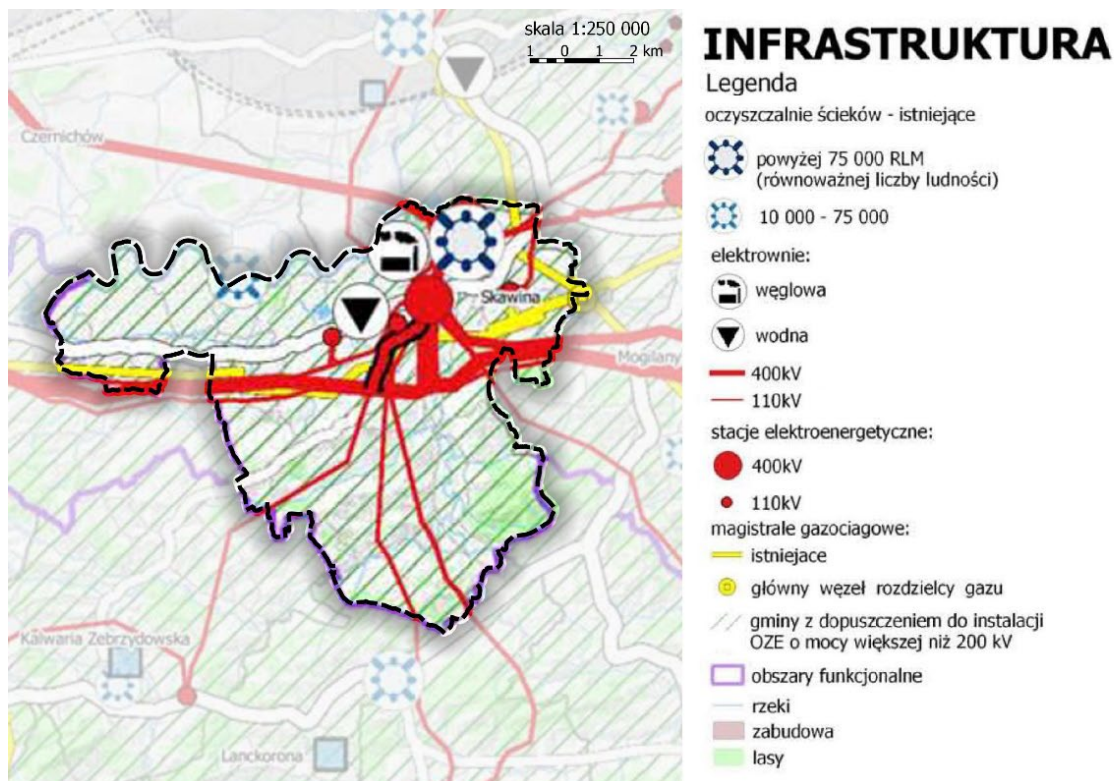 skala 1:250 000
1 0 1 2 km
Czernichów
Skawina
Mogilany
Kalwaria Zebrzydowska
Lanckorona
INFRASTRUKTURA
Legenda
oczyszczalnie ścieków - istniejące
powyżej 75 000 RLM
(równoważnej liczby ludności)
10 000 - 75 000
elektrownie:
węglowa
wodna
400kV
110kV
stacje elektroenergetyczne:
400kV
110kV
magistrale gazociagowe:
istniejace
główny węzeł rozdzielcy gazu
gminy z dopuszczeniem do instalacji
OZE o mocy większej niż 200 kV
obszary funkcjonalne
rzeki
zabudowa
lasy